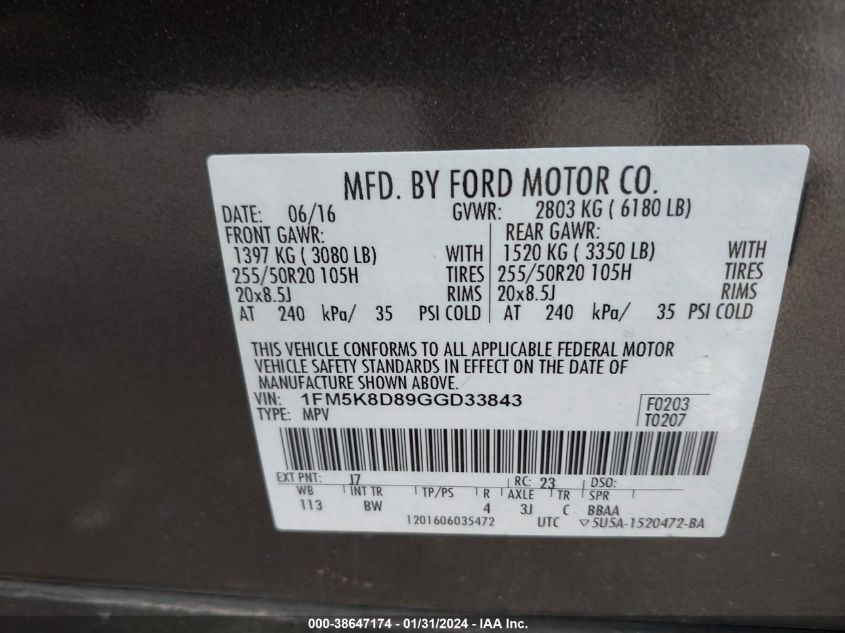 MFD. BY FORD MOTOR CO.
DATE: 06/16 GVWR: 2803 KG ( 6180 LB)
FRONT GAWR: REAR GAWR:
1397 KG ( 3080 LB) WITH 1520 KG ( 3350 LB) WITH
255/50R20 105H TIRES 255/50R20 105H TIRES
20x8.5J RIMS 20x8.5J RIMS
AT 240 kPa/ 35 PSI COLD AT 240 kPa/ 35 PSI COLD
THIS VEHICLE CONFORMS TO ALL APPLICABLE FEDERAL MOTOR
VEHICLE SAFETY STANDARDS IN EFFECT ON THE DATE OF
MANUFACTURE SHOWN ABOVE.
VIN: 1FM5K8D89GGD33843 F0203
TYPE: MPV T0207
EXT PNT: J7 RC: 23 DSO:
WB INT TR TP/PS R AXLE TR SPR
113 BW 4 3J C BBAA
1201606035472 UTC ▽5U5A-1520472-BA
000-38647174 - 01/31/2024 - IAA Inc.